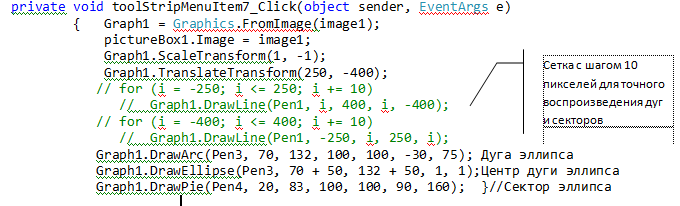 private void toolStripMenuItem7_Click(object sender, EventArgs e)
{ Graph1 = Graphics.FromImage(image1);
pictureBox1.Image = image1;
Graph1.ScaleTransform(1, -1);
Graph1.TranslateTransform(250, -400);
// for (i = -250; i <= 250; i += 10)
// Graph1.DrawLine(Pen1, i, 400, i, -400);
// for (i = -400; i <= 400; i += 10)
// Graph1.DrawLine(Pen1, -250, i, 250, i);
Graph1.DrawArc(Pen3, 70, 132, 100, 100, -30, 75); Дуга эллипса
Graph1.DrawEllipse(Pen3, 70 + 50, 132 + 50, 1, 1);Центр дуги эллипса
Graph1.DrawPie(Pen4, 20, 83, 100, 100, 90, 160); }//Сектор эллипса
Сетка с шагом 10
пикселей для точного
воспроизведения дуг
и секторов